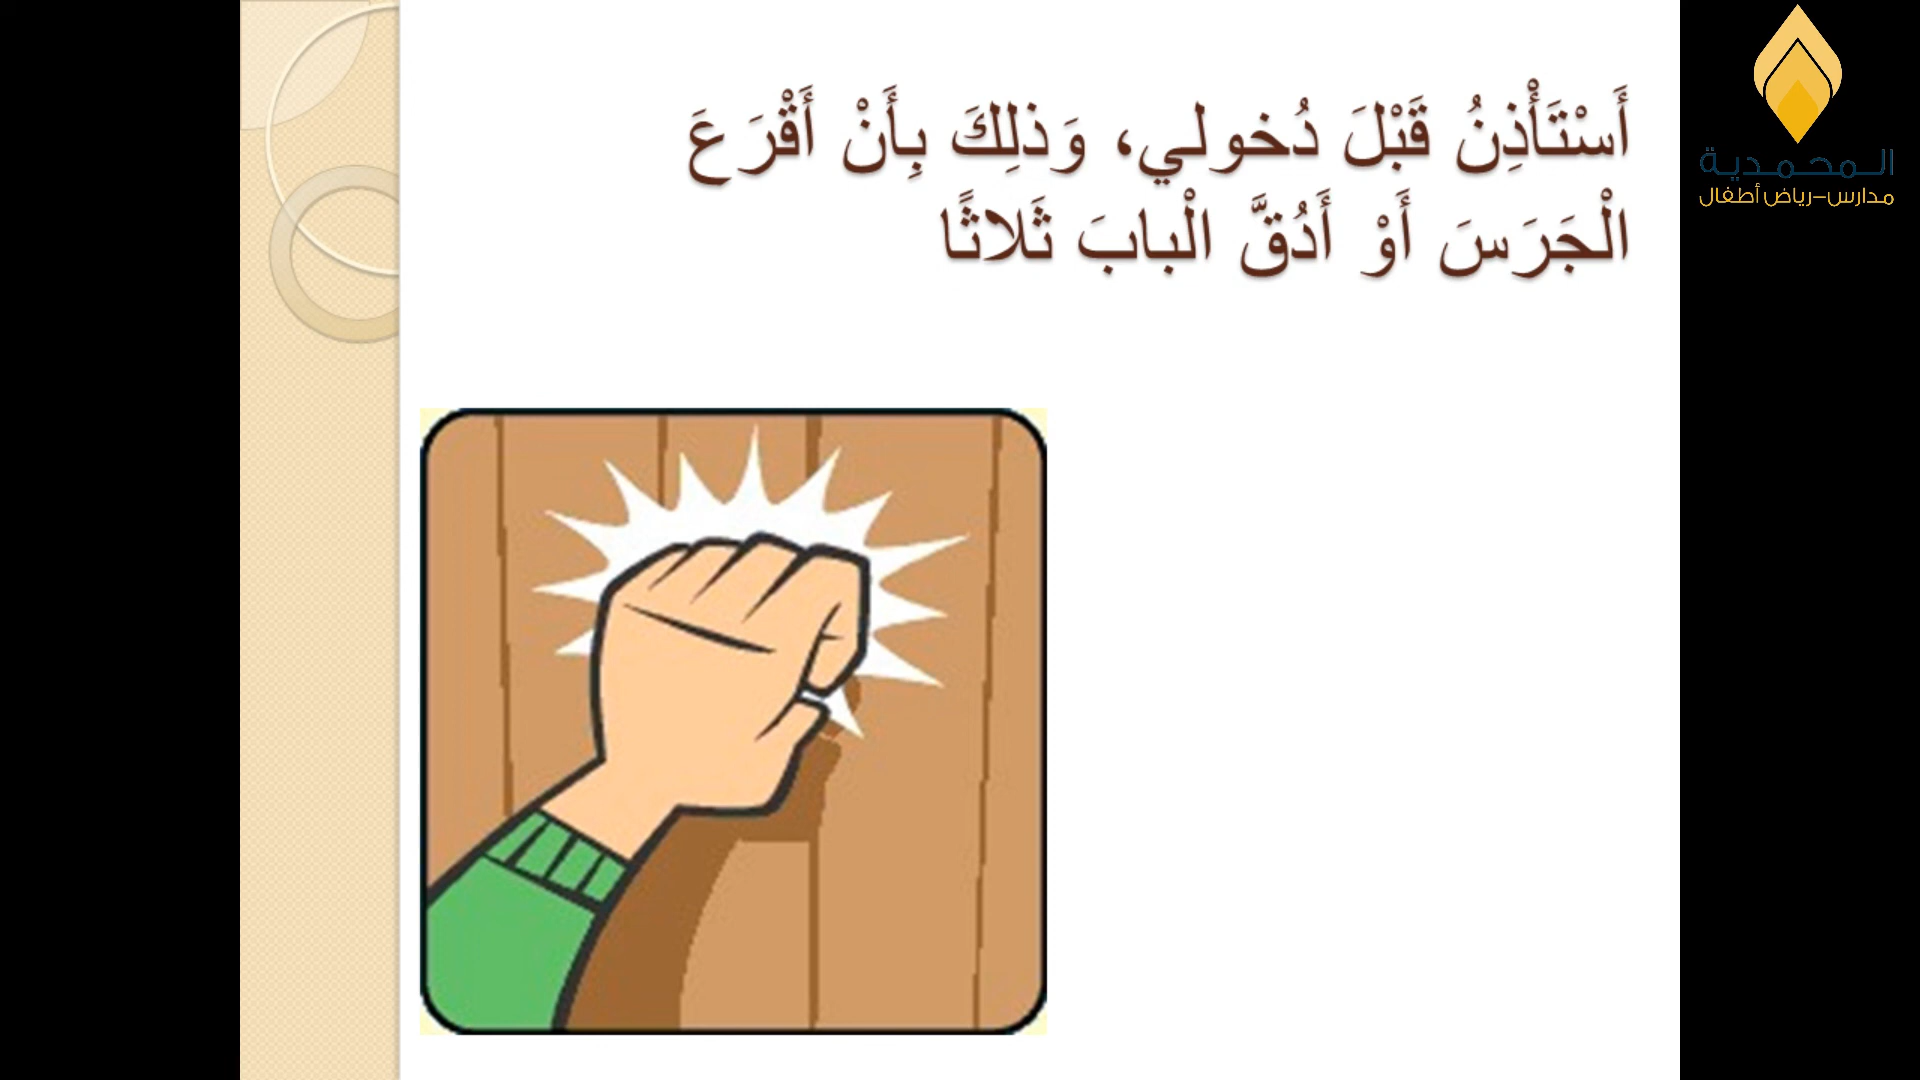 أَسْتَأْذِنُ قَبْلَ دُخولي، وَذلِكَ بِأَنْ أَقْرَعَ
الْجَرَسَ أَوْ أَدُقَّ الْبابَ ثَلاثًا
المحمدية
مدارس-رياض أطفال